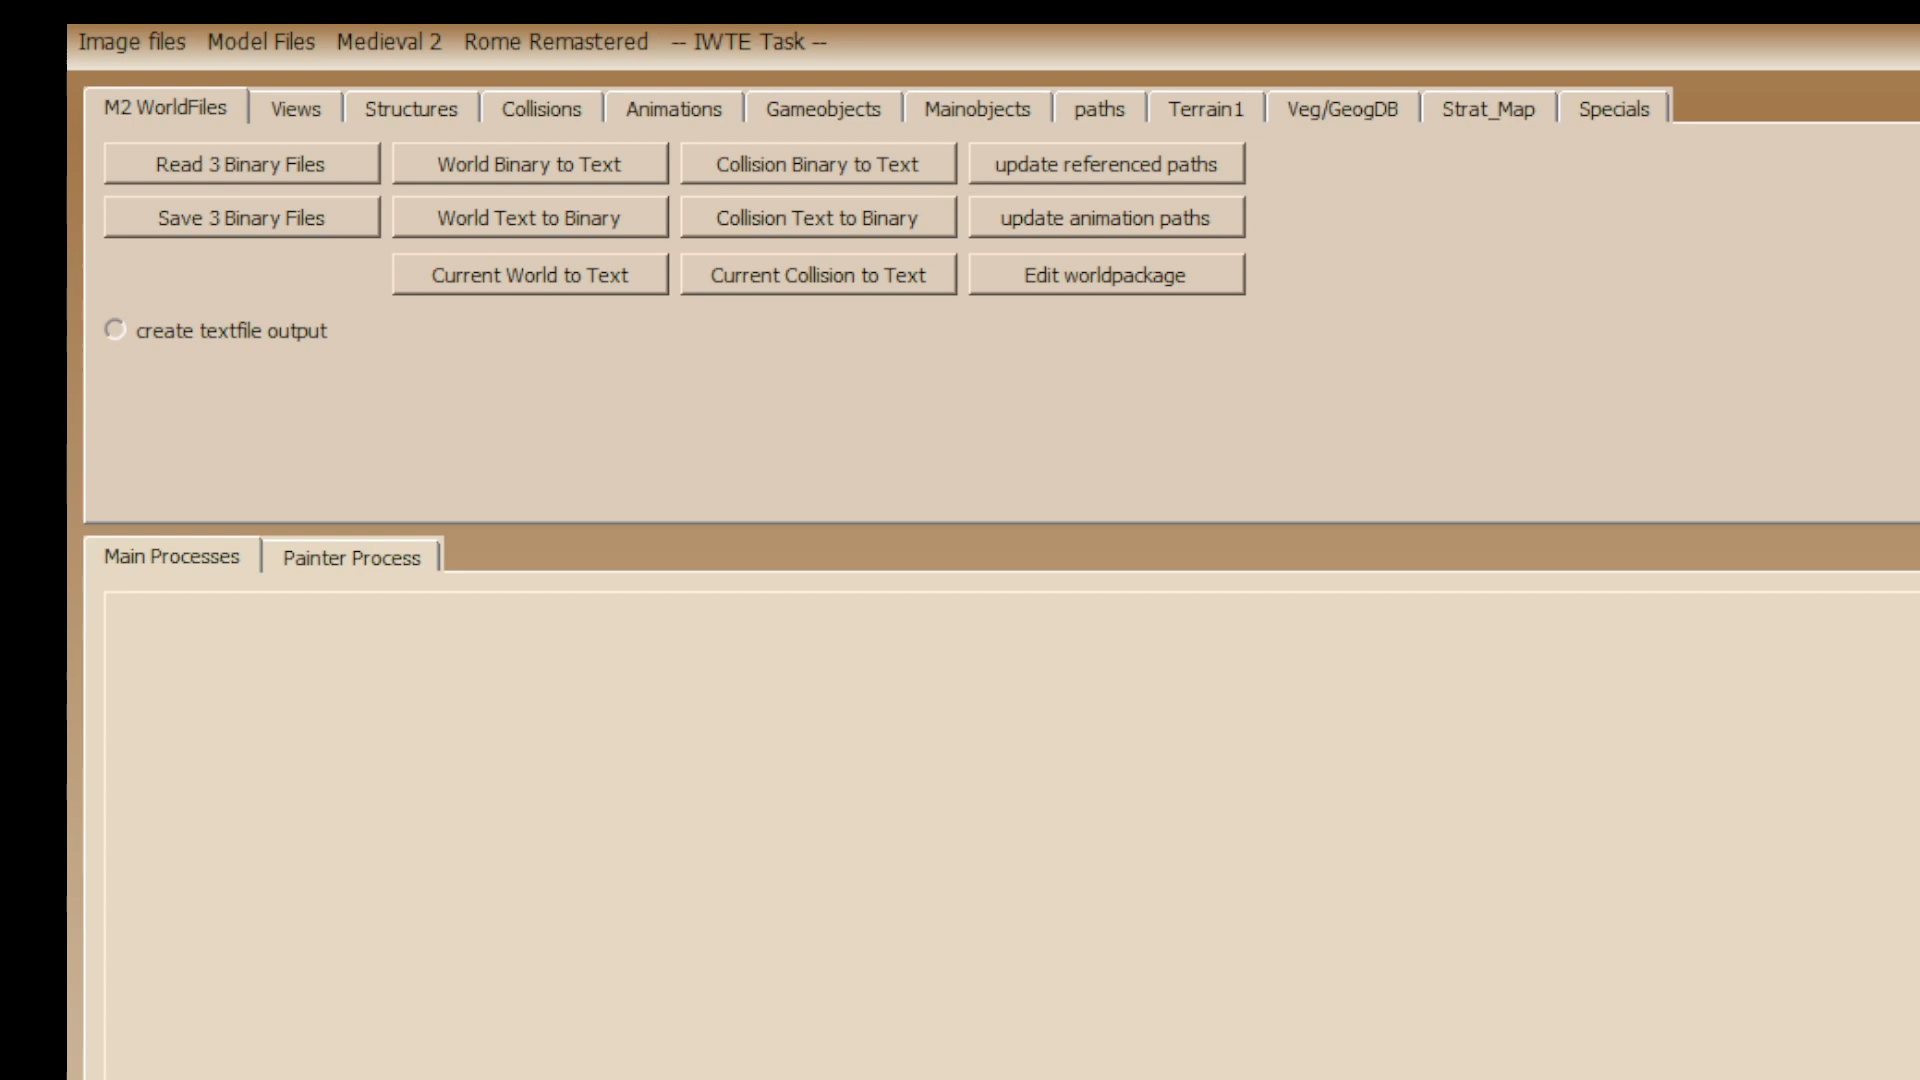 Image files Model Files Medieval 2 Rome Remastered -- IWTE Task --
M2 WorldFiles Views Structures Collisions Animations Gameobjects Mainobjects paths Terrain1 Veg/GeogDB Strat_Map Specials
Read 3 Binary Files World Binary to Text Collision Binary to Text update referenced paths
Save 3 Binary Files World Text to Binary Collision Text to Binary update animation paths
Current World to Text Current Collision to Text Edit worldpackage
create textfile output
Main Processes Painter Process